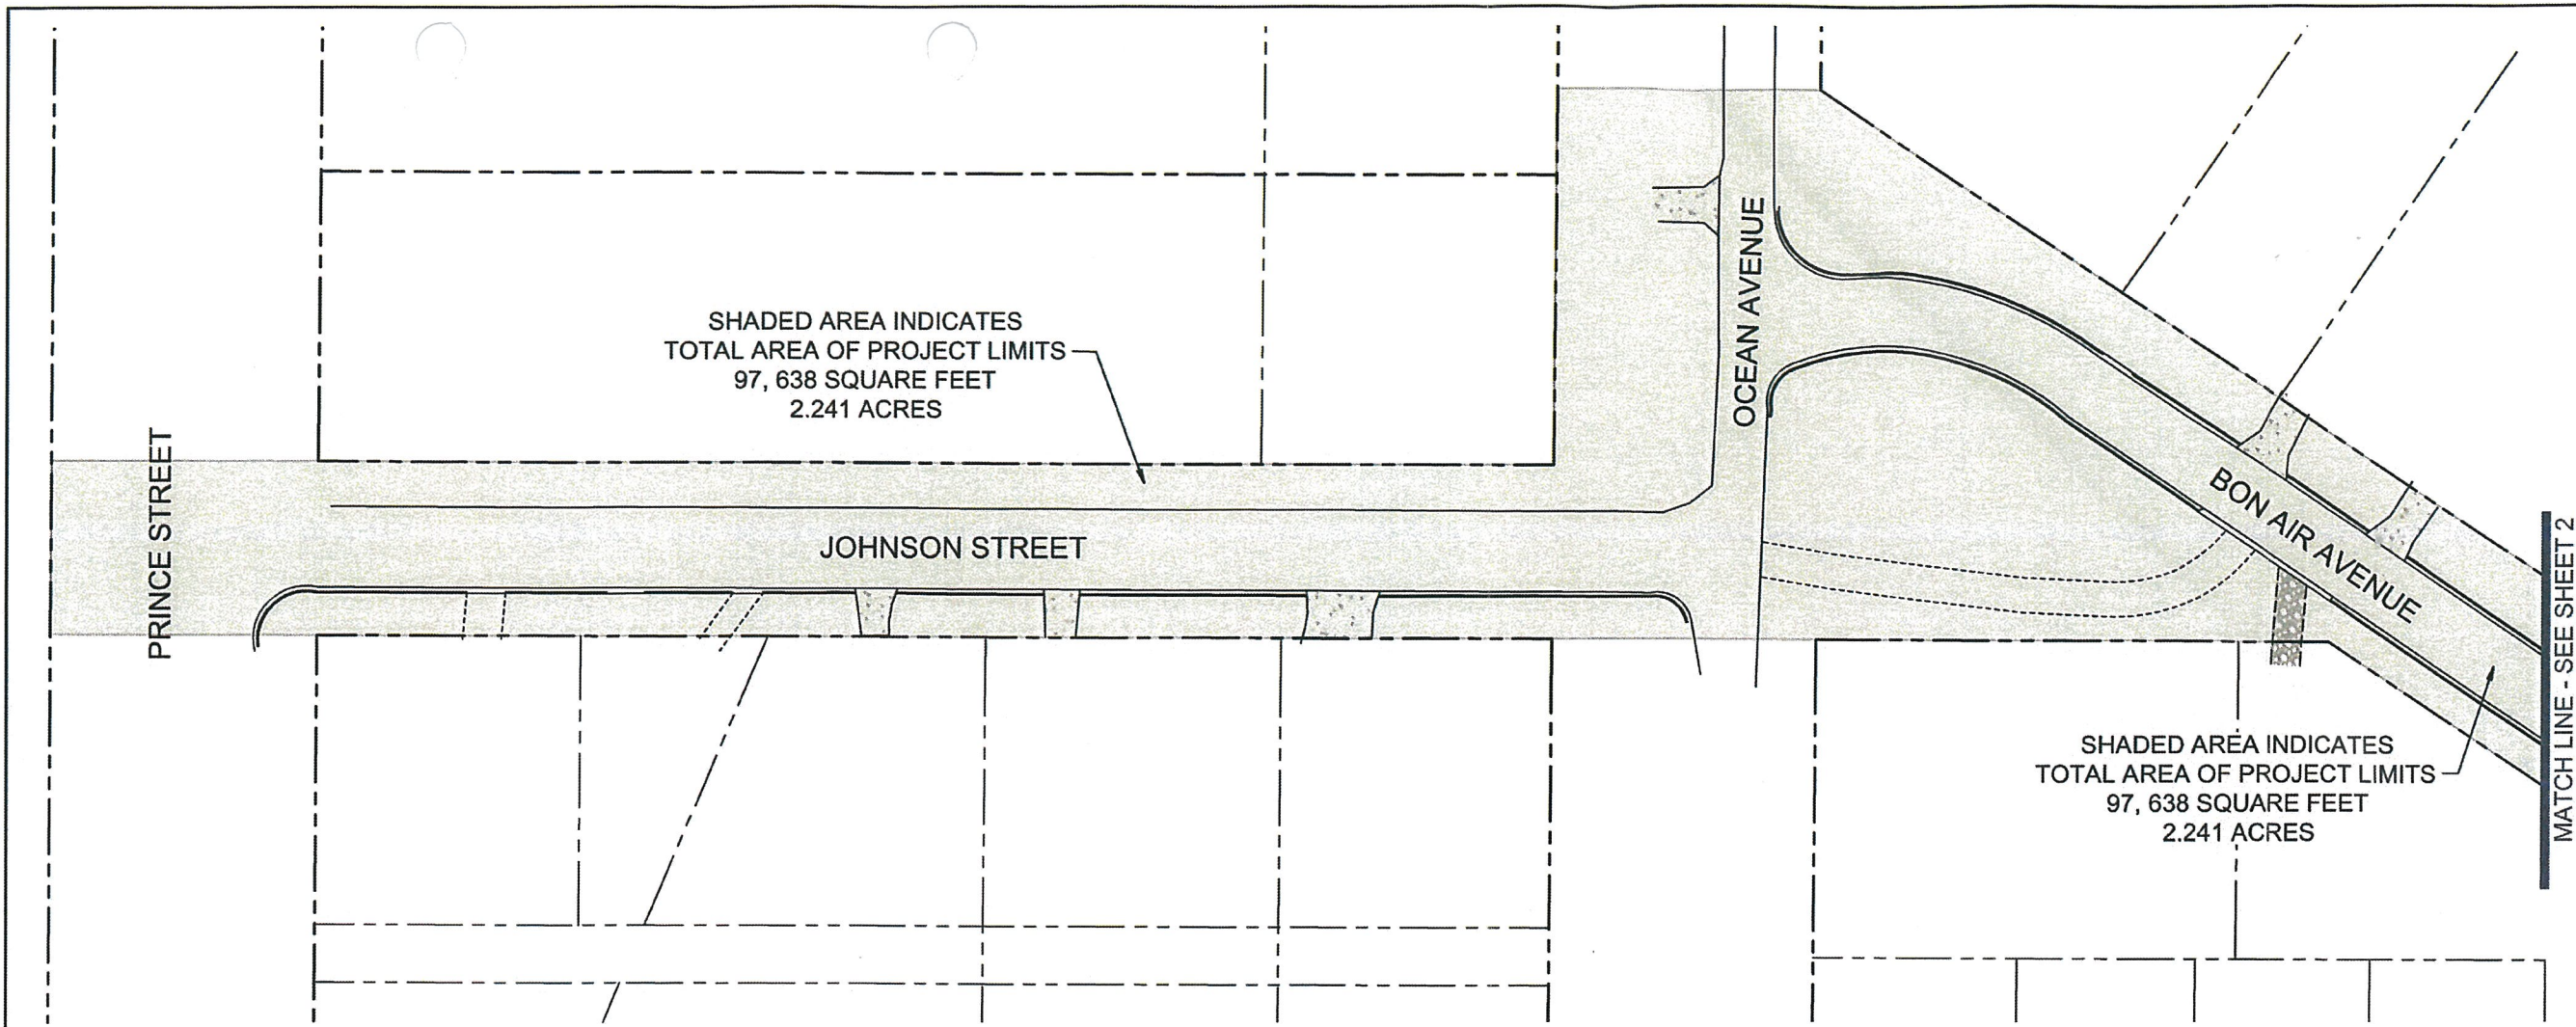 SHADED AREA INDICATES
TOTAL AREA OF PROJECT LIMITS
97, 638 SQUARE FEET
2.241 ACRES
PRINCE STREET
JOHNSON STREET
OCEAN AVENUE
BON AIR AVENUE
SHADED AREA INDICATES
TOTAL AREA OF PROJECT LIMITS
97, 638 SQUARE FEET
2.241 ACRES
MATCH LINE - SEE SHEET 2